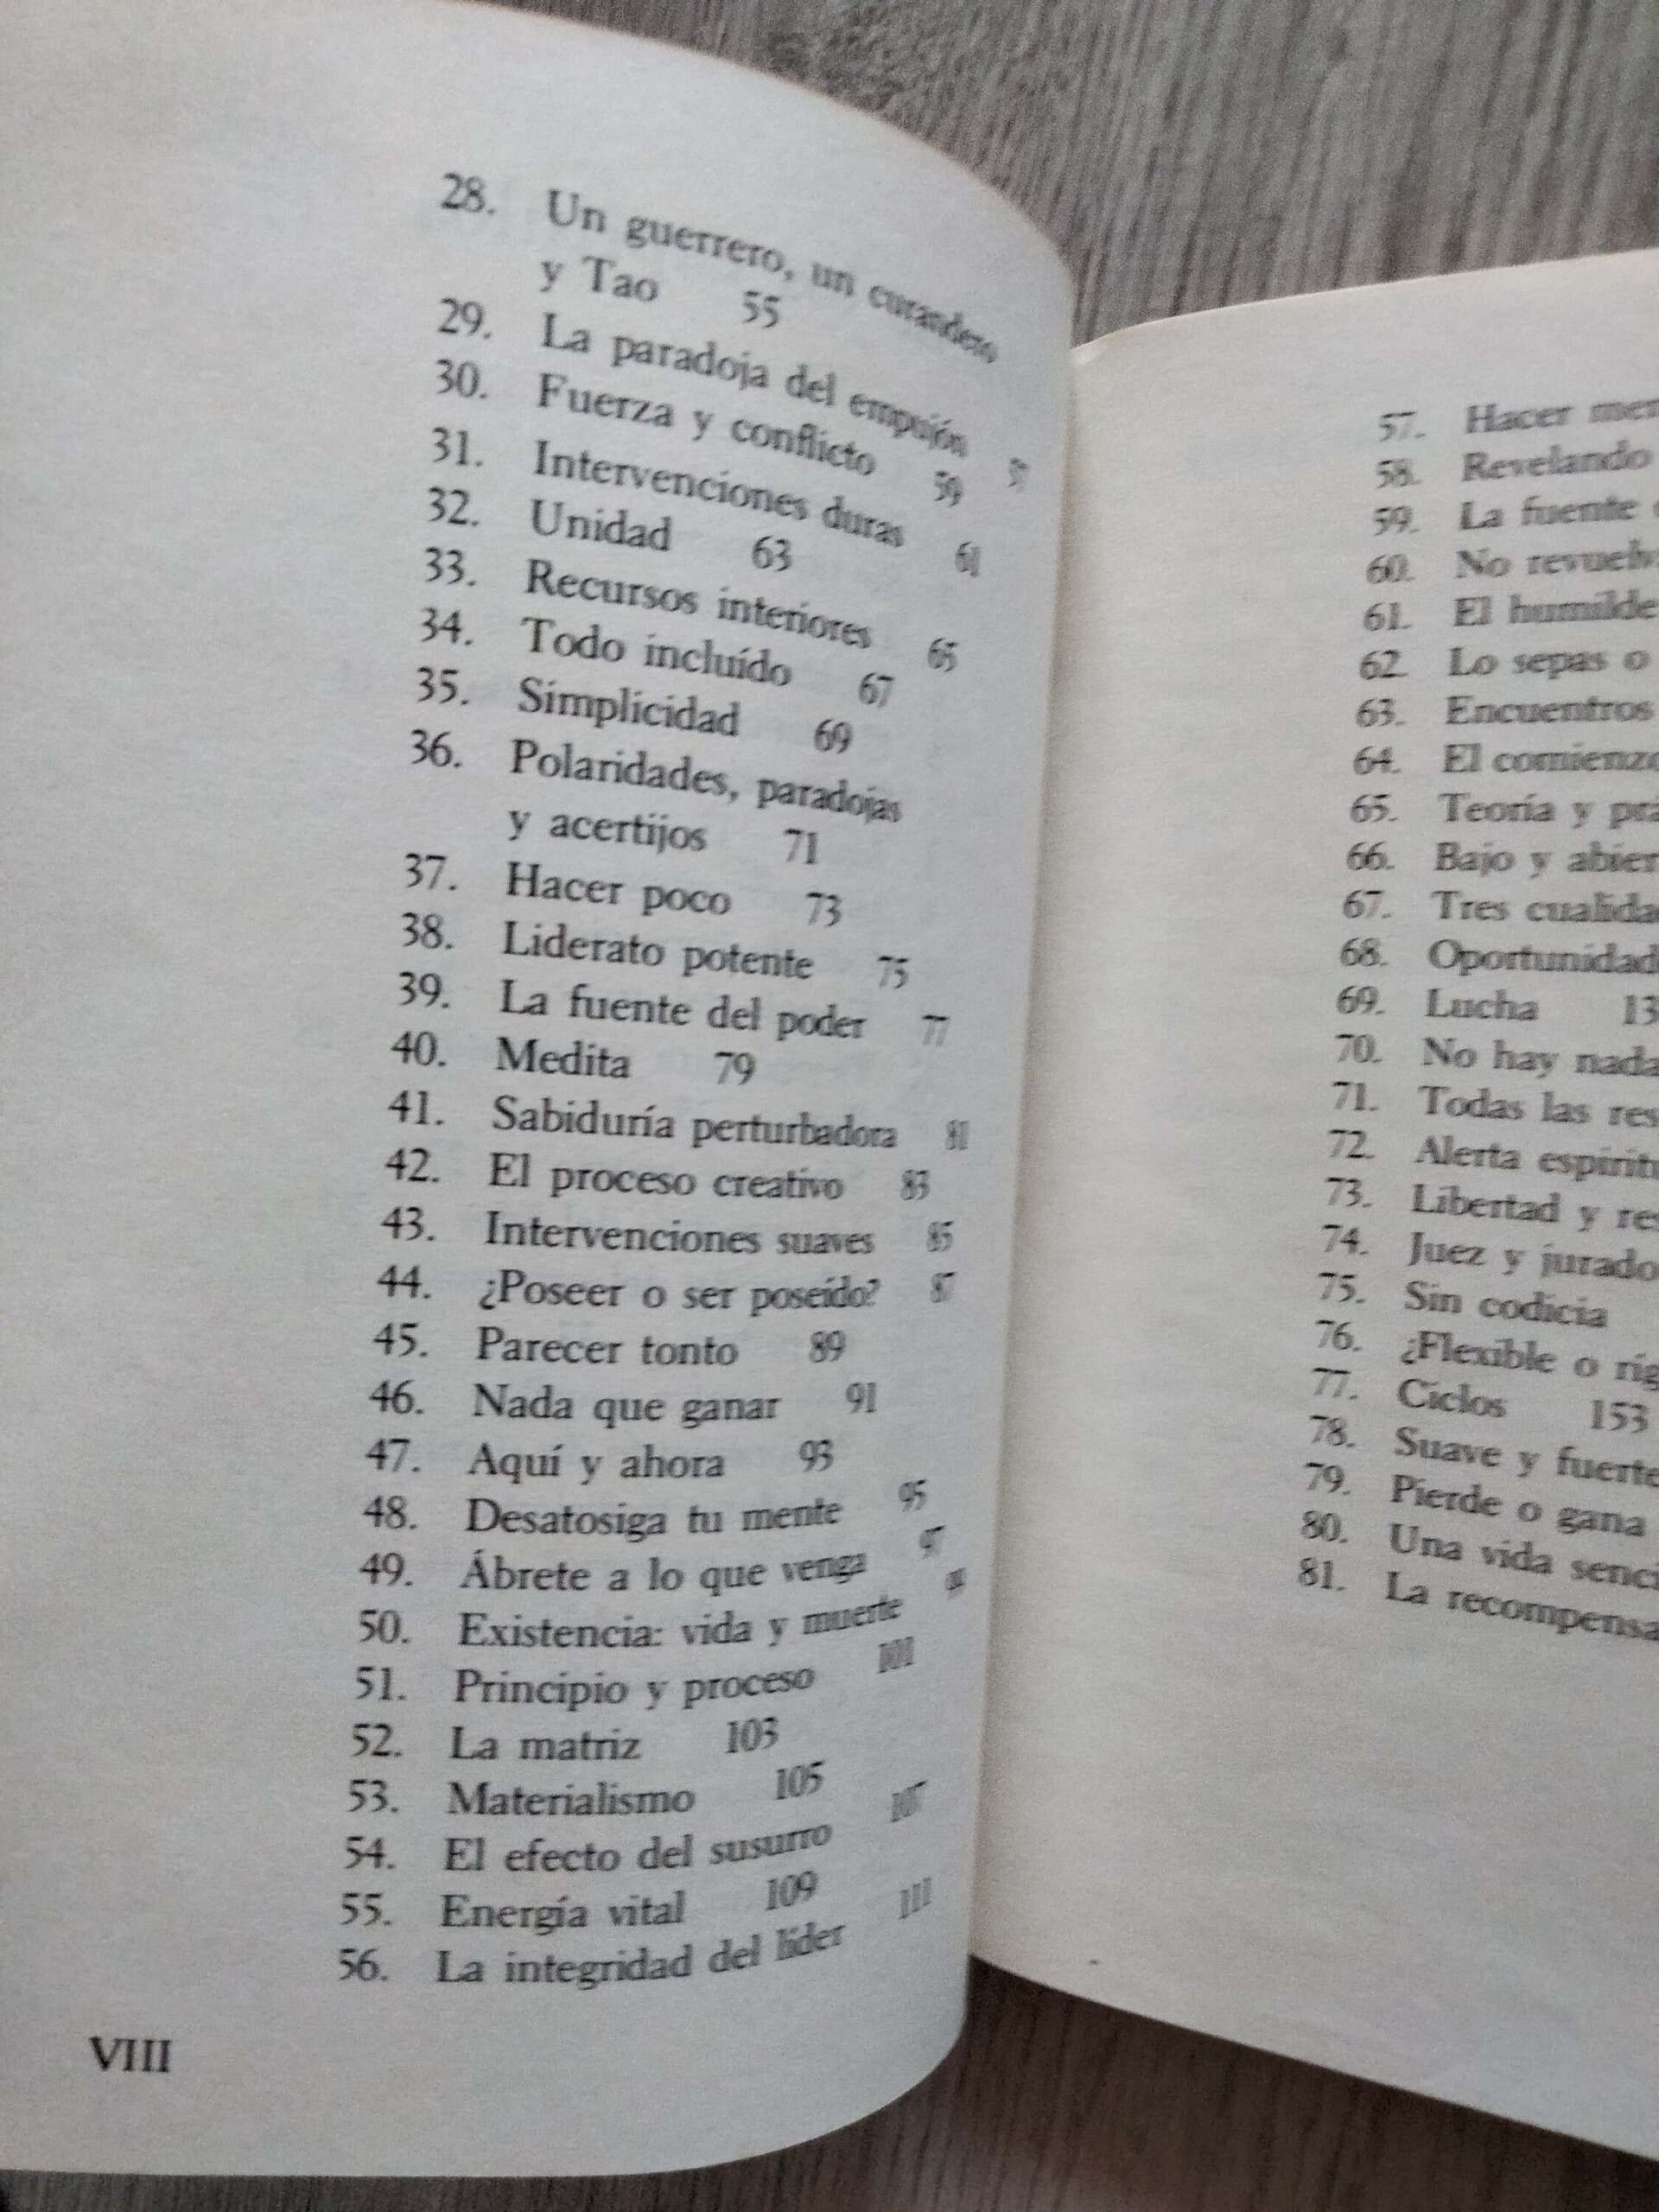 28. Un guerrero, un curandero
y Tao 55
29. La paradoja del empujón 57
30. Fuerza y conflicto 59
31. Intervenciones duras 61
32. Unidad 63
33. Recursos interiores 65
34. Todo incluído 67
35. Simplicidad 69
36. Polaridades, paradojas
y acertijos 71
37. Hacer poco 73
38. Liderato potente 75
39. La fuente del poder 77
40. Medita 79
41. Sabiduría perturbadora 81
42. El proceso creativo 83
43. Intervenciones suaves 85
44. ¿Poseer o ser poseído? 87
45. Parecer tonto 89
46. Nada que ganar 91
47. Aquí y ahora 93
48. Desatosiga tu mente 95
49. Ábrete a lo que venga 97
50. Existencia: vida y muerte 99
51. Principio y proceso 101
52. La matriz 103
53. Materialismo 105
54. El efecto del susurro 107
55. Energía vital 109
56. La integridad del líder 111
VIII
57. Hacer
58. Revelando
59. La fuente
60. No
61. El humilde
62. Lo sepas o
63. Encuentros
64. El
65. Teoría y
66. Bajo y
67. Tres
68.
69. Lucha
70. No hay nada
71. Todas las
72. Alerta
73. Libertad y
74. Juez y jurado
75. Sin codicia
76. ¿Flexible o
77. Ciclos 153
78. Suave y fuerte
79. Pierde o gana
80. Una vida
81. La recompensa